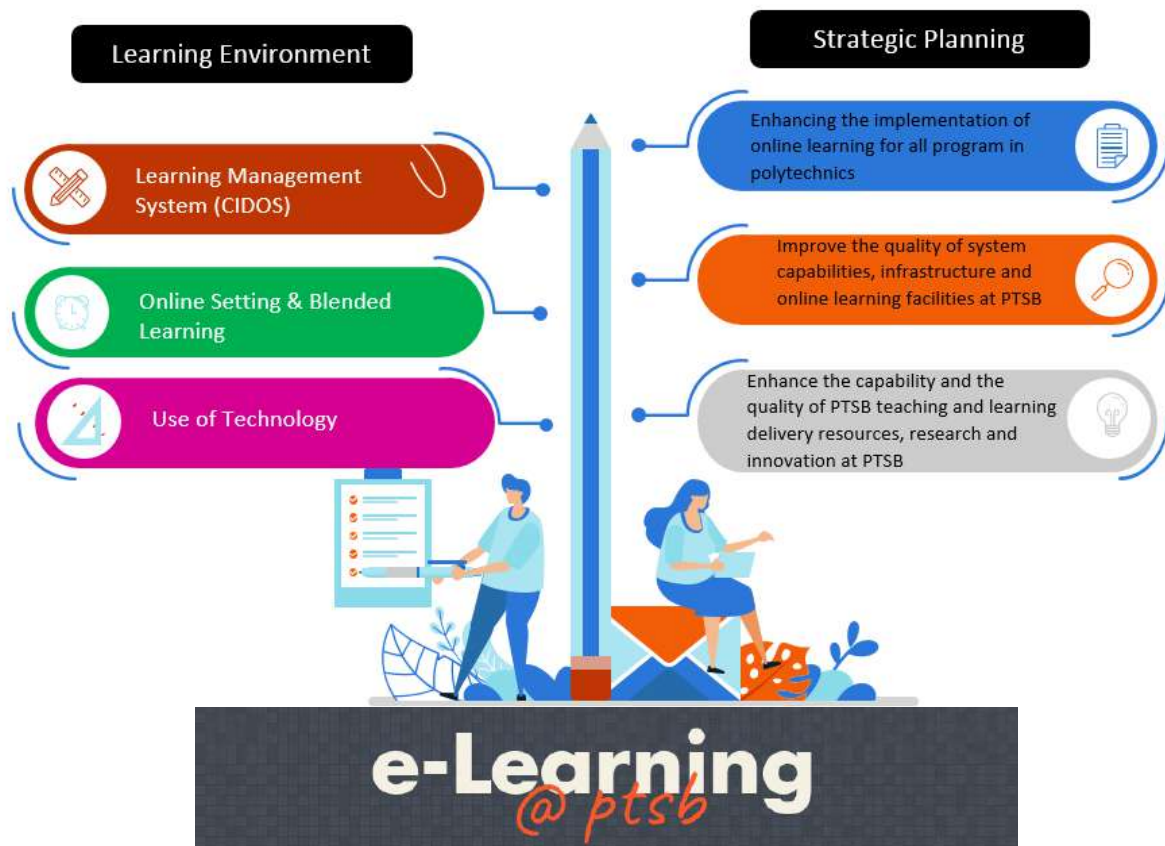 Learning Environment
Learning Management
System (CIDOS)
Online Setting & Blended
Learning
Use of Technology
Strategic Planning
Enhancing the implementation of
online learning for all program in
polytechnics
Improve the quality of system
capabilities, infrastructure and
online learning facilities at PTSB
Enhance the capability and the
quality of PTSB teaching and learning
delivery resources, research and
innovation at PTSB
e-Learning
@ ptsb